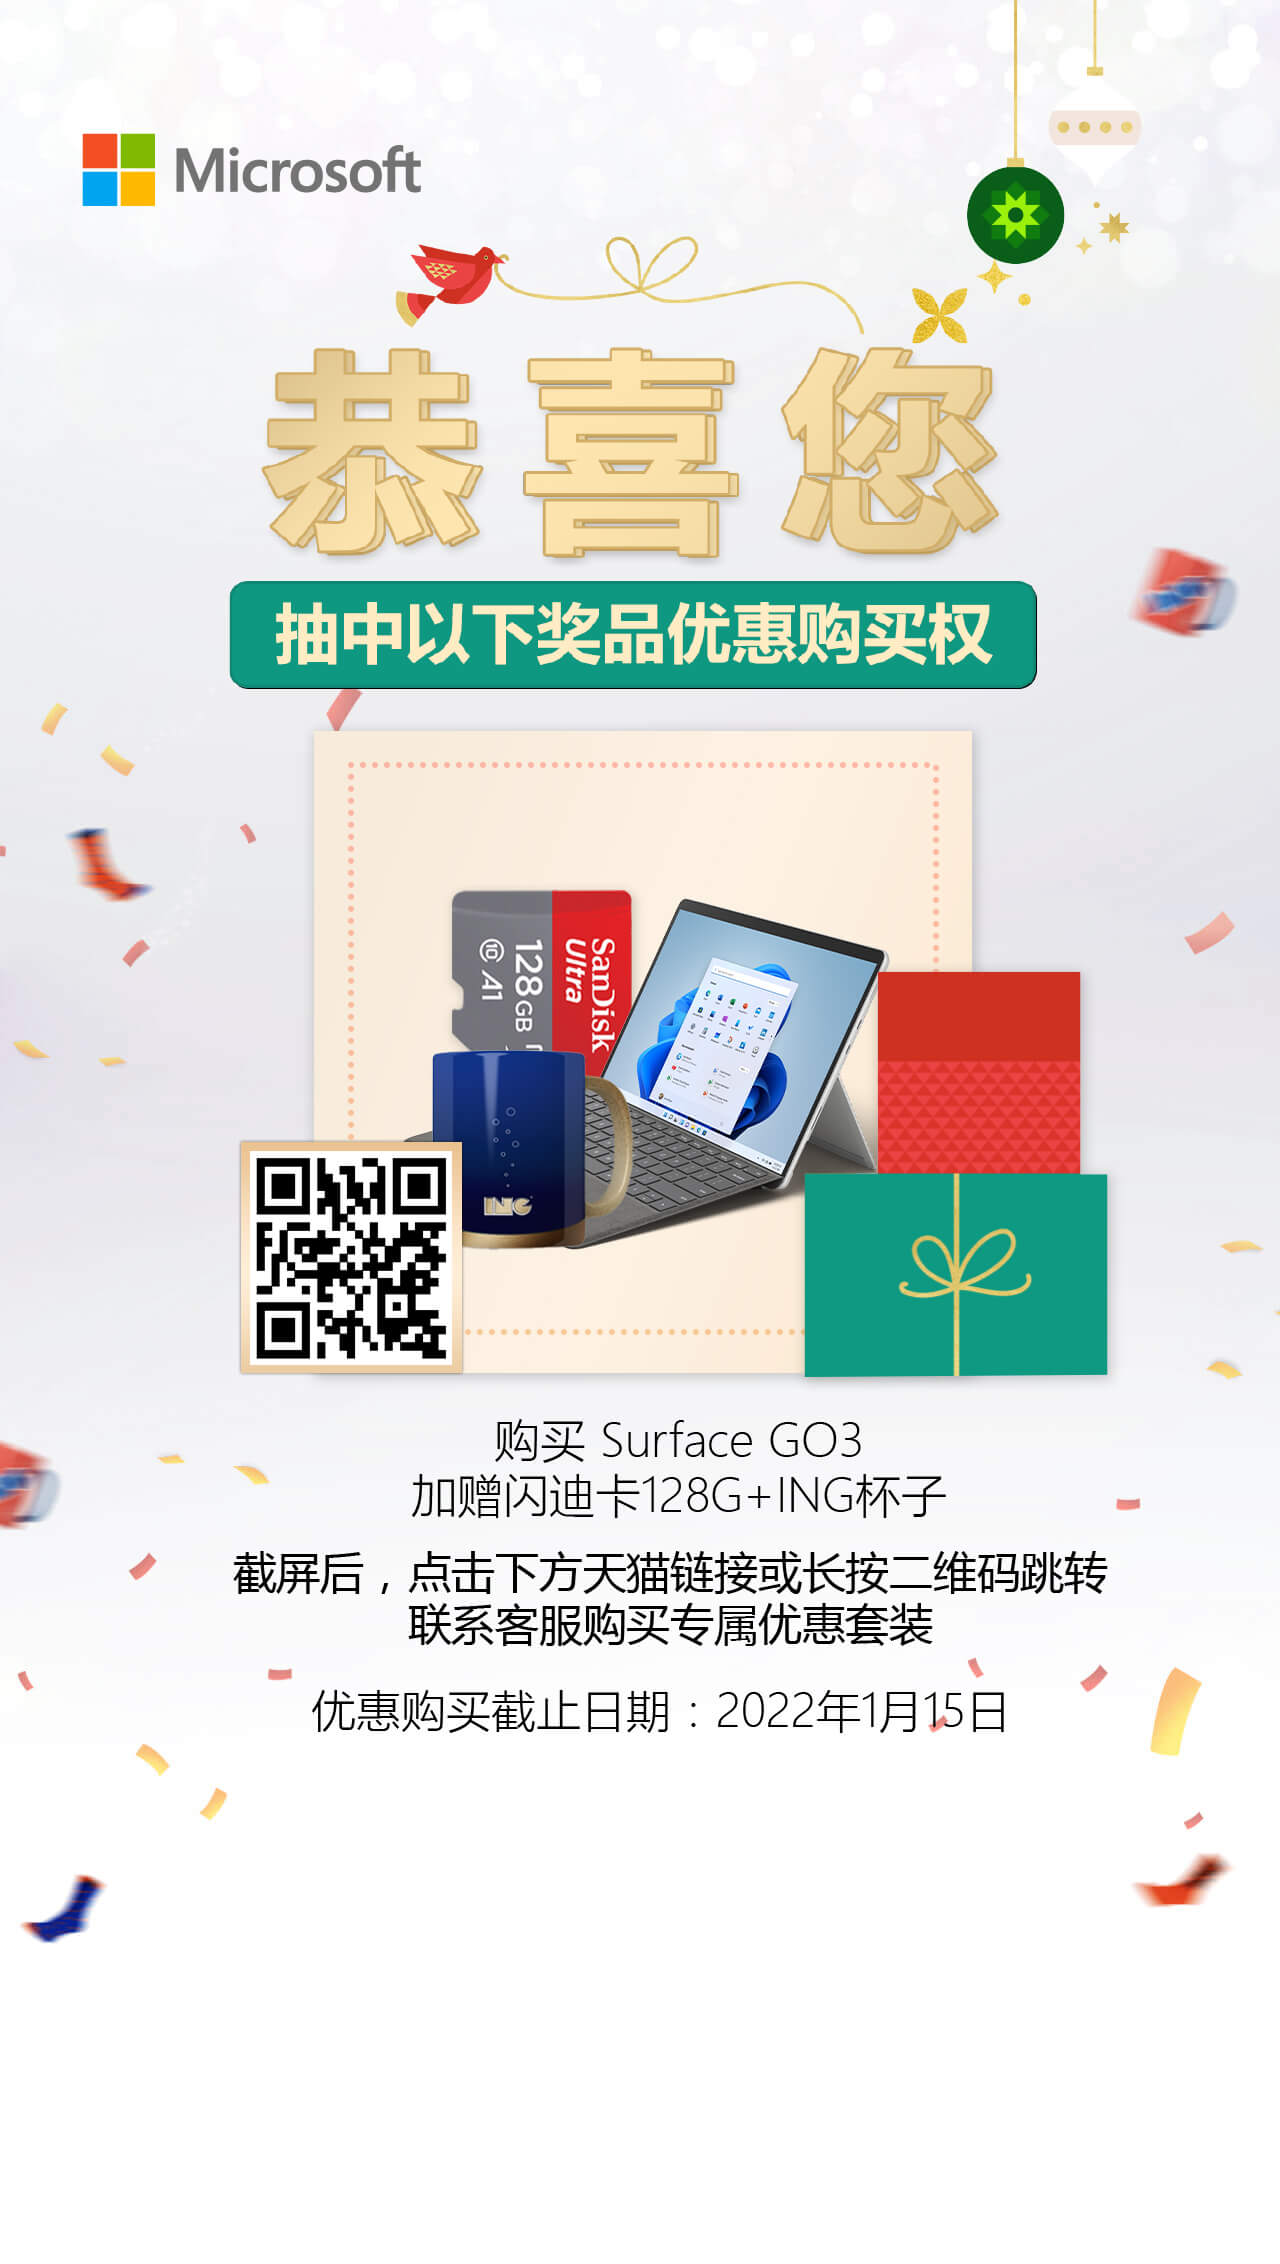 Microsoft
恭喜您
抽中以下奖品优惠购买权
SanDisk
Ultra
128GB
A1
ING
购买 Surface GO3
加赠闪迪卡128G+ING杯子
截屏后，点击下方天猫链接或长按二维码跳转
联系客服购买专属优惠套装
优惠购买截止日期：2022年1月15日